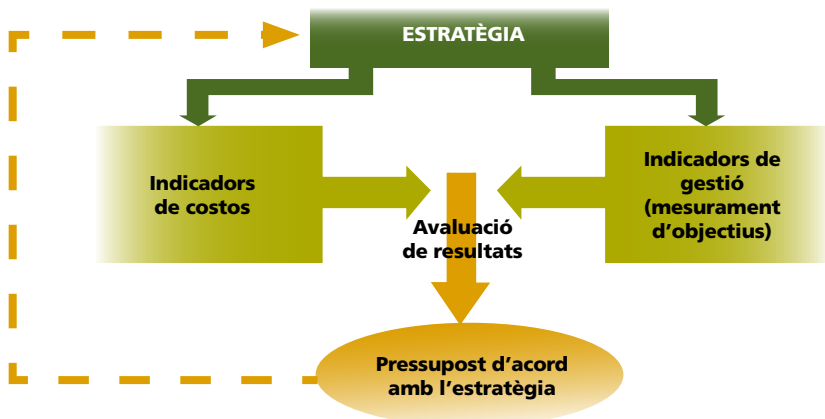 ESTRATÈGIA
Indicadors
de costos
Indicadors de
gestió
(mesurament
d’objectius)
Avaluació
de resultats
Pressupost d’acord
amb l’estratègia